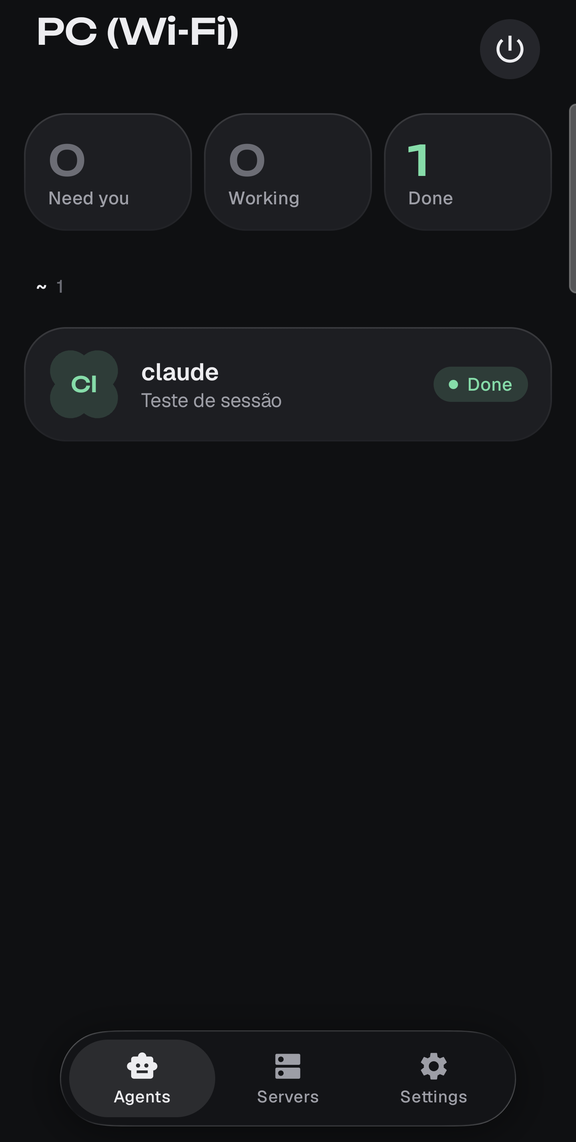 PC (Wi-Fi)
0
Need you
0
Working
1
Done
~ 1
Cl
claude
Teste de sessão
Done
Agents
Servers
Settings